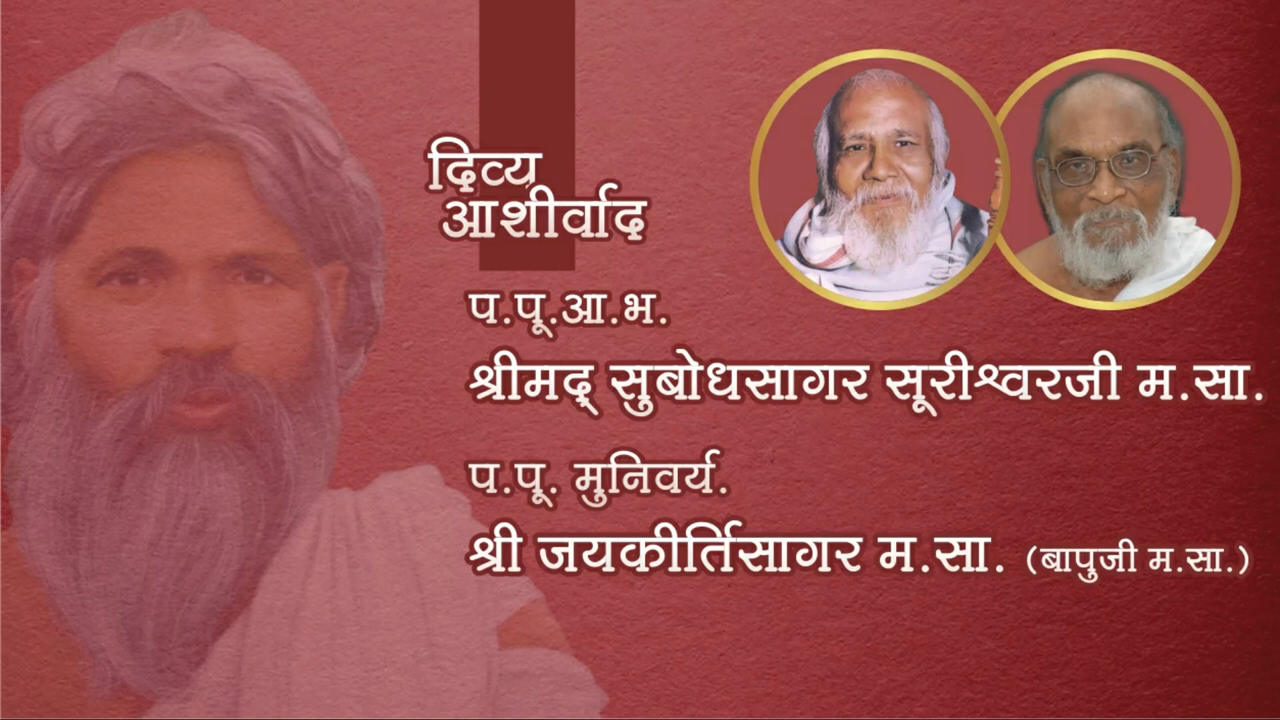 दिव्य
आशीर्वाद
प.पू.आ.भ.
श्रीमद् सुबोधसागर सूरीश्वरजी म.सा.
प.पू. मुनिवर्य.
श्री जयकीर्तिसागर म.सा. (बापुजी म.सा.)